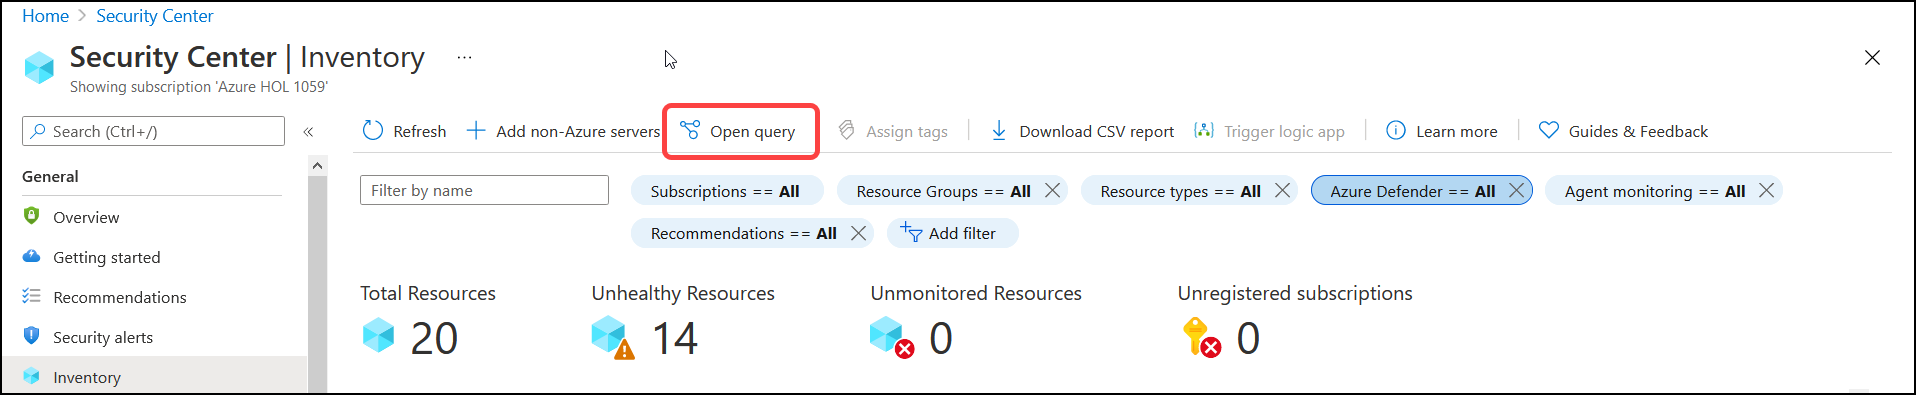 Home > Security Center
Security Center | Inventory ...
Showing subscription 'Azure HOL 1059'
Search (Ctrl+/) «
Refresh Add non-Azure servers Open query Assign tags Download CSV report Trigger logic app Learn more Guides & Feedback
General
Overview
Getting started
Recommendations
Security alerts
Inventory
Filter by name Subscriptions == All Resource Groups == All Resource types == All Azure Defender == All Agent monitoring == All
Recommendations == All Add filter
Total Resources Unhealthy Resources Unmonitored Resources Unregistered subscriptions
20 14 0 0